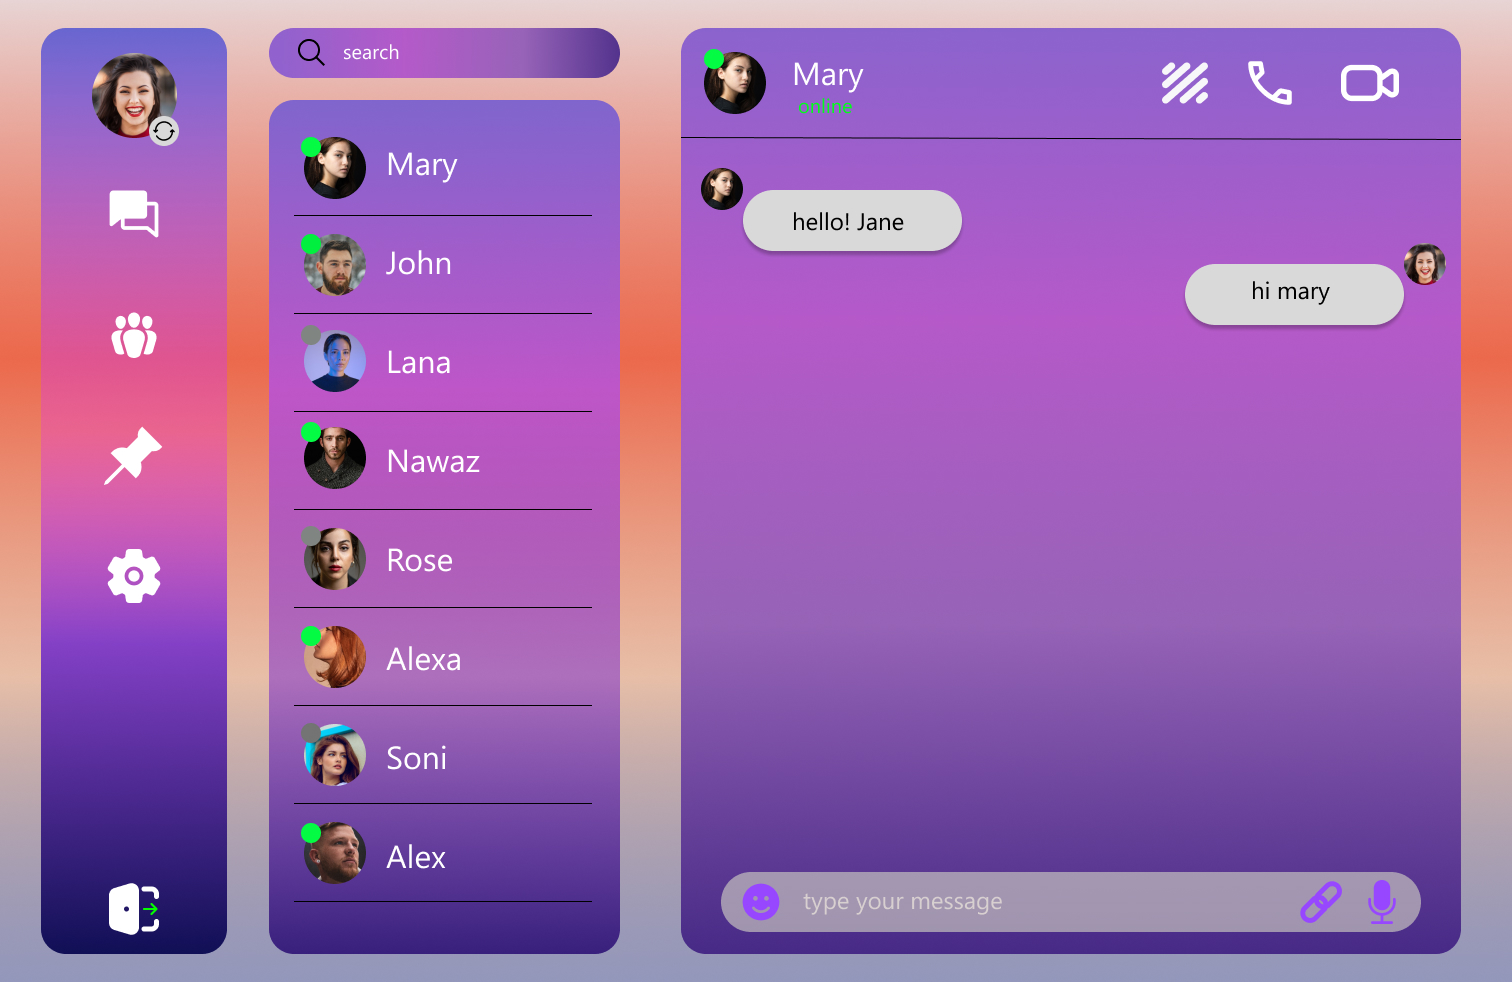 search
Mary
John
Lana
Nawaz
Rose
Alexa
Soni
Alex
Mary
online
hello! Jane
hi mary
type your message